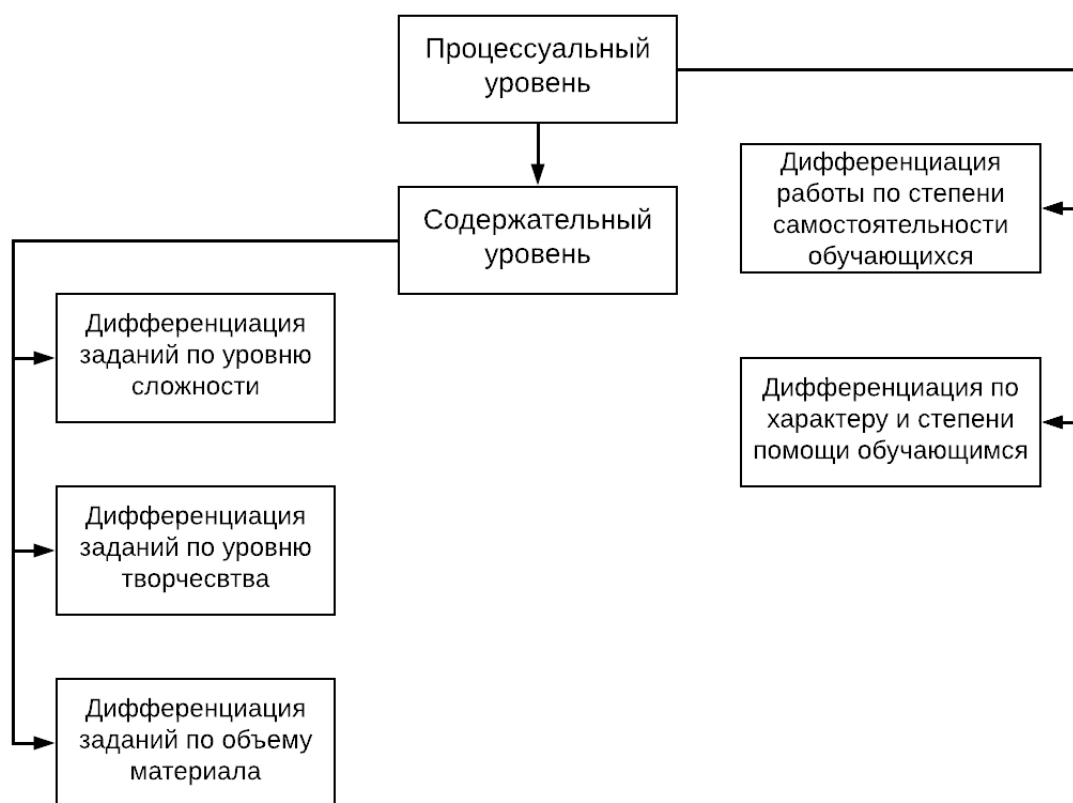 Процессуальный
уровень
Содержательный
уровень
Дифференциация
работы по степени
самостоятельности
обучающихся
Дифференциация
заданий по уровню
сложности
Дифференциация по
характеру и степени
помощи обучающимся
Дифференциация
заданий по уровню
творчесвтва
Дифференциация
заданий по объему
материала